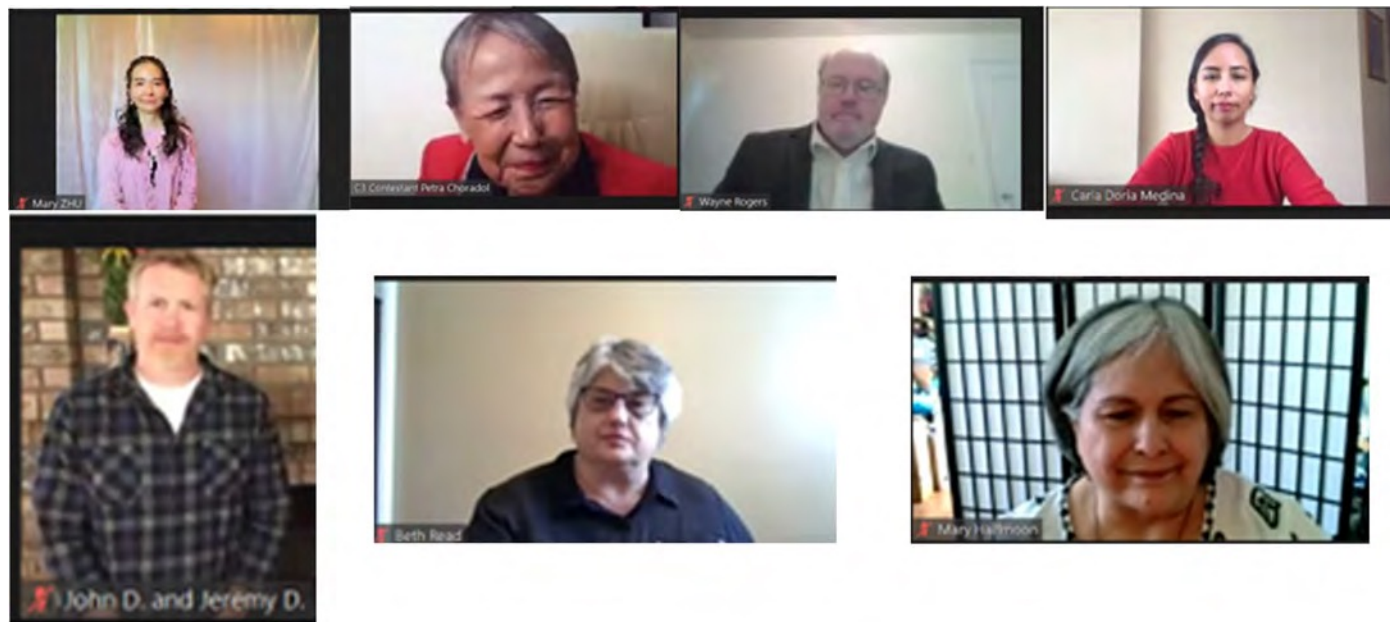 Mary ZHU
C3 Contestant Petra Choradol
Wayne Rogers
Carla Doria Medina
John D. and Jeremy D.
Beth Read
Mary Halfmoon